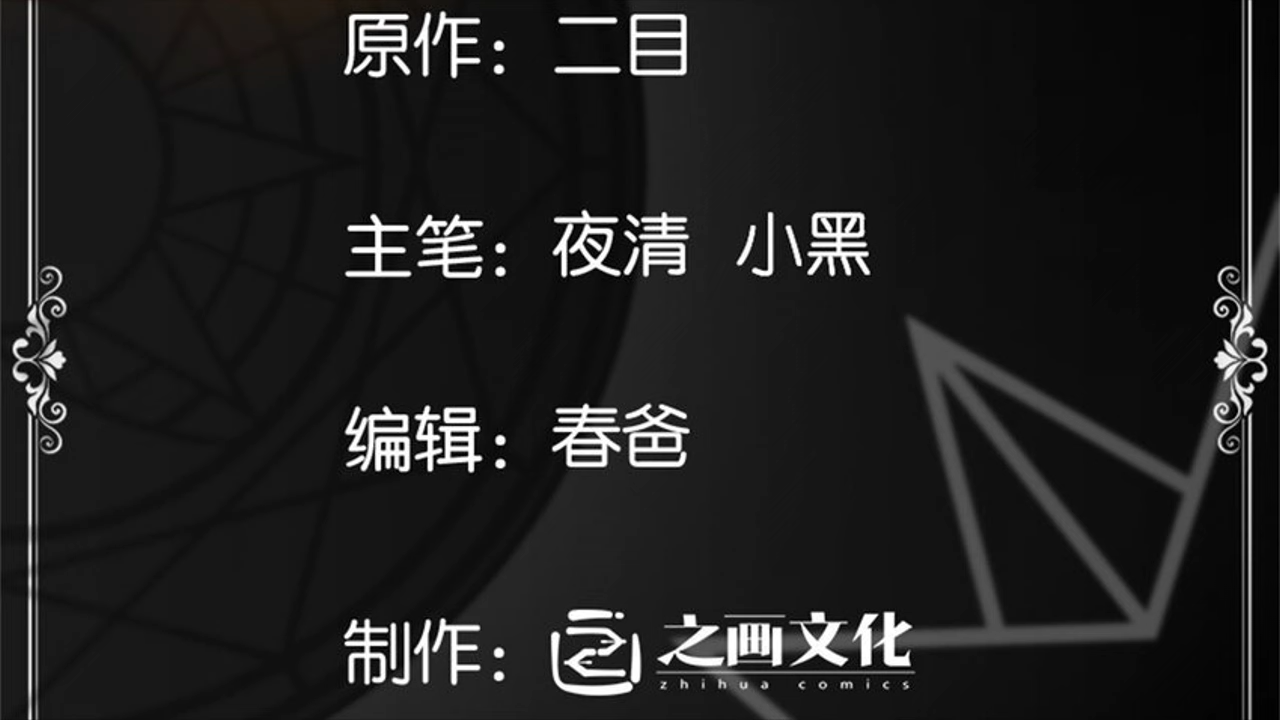 原作：二目
主笔：夜清 小黑
编辑：春爸
制作：之画文化
zhihua comics